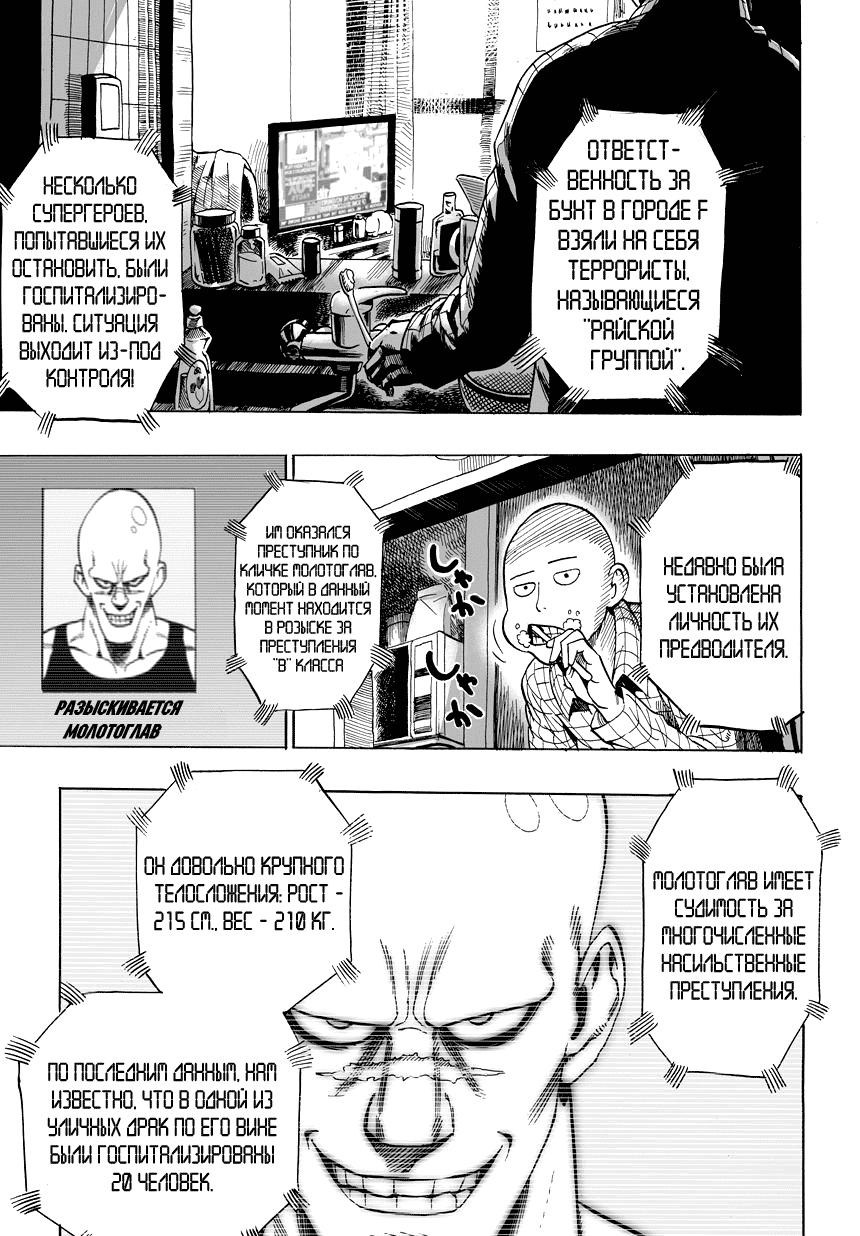 ОТВЕТСТ-
ВЕННОСТЬ ЗА
БУНТ В ГОРОДЕ F
ВЗЯЛИ НА СЕБЯ
ТЕРРОРИСТЫ,
НАЗЫВАЮЩИЕСЯ
"РАЙСКОЙ
ГРУППОЙ".
НЕСКОЛЬКО
СУПЕРГЕРОЕВ,
ПОПЫТАВШИЕСЯ ИХ
ОСТАНОВИТЬ, БЫЛИ
ГОСПИТАЛИЗИРО-
ВАНЫ. СИТУАЦИЯ
ВЫХОДИТ ИЗ-ПОД
КОНТРОЛЯ!
НЕДАВНО БЫЛА
УСТАНОВЛЕНА
ЛИЧНОСТЬ ИХ
ПРЕДВОДИТЕЛЯ.
しゃか
しゃか
ИМ ОКАЗАЛСЯ
ПРЕСТУПНИК ПО
КЛИЧКЕ МОЛОТОГЛАВ,
КОТОРЫЙ В ДАННЫЙ
МОМЕНТ НАХОДИТСЯ
В РОЗЫСКЕ ЗА
ПРЕСТУПЛЕНИЯ
"B" КЛАССА
РАЗЫСКИВАЕТСЯ
МОЛОТОГЛАВ
МОЛОТОГЛАВ ИМЕЕТ
СУДИМОСТЬ ЗА
МНОГОЧИСЛЕННЫЕ
НАСИЛЬСТВЕННЫЕ
ПРЕСТУПЛЕНИЯ.
ОН ДОВОЛЬНО КРУПНОГО
ТЕЛОСЛОЖЕНИЯ: РОСТ -
215 СМ., ВЕС - 210 КГ.
ПО ПОСЛЕДНИМ ДАННЫМ, НАМ
ИЗВЕСТНО, ЧТО В ОДНОЙ ИЗ
УЛИЧНЫХ ДРАК ПО ЕГО ВИНЕ
БЫЛИ ГОСПИТАЛИЗИРОВАНЫ
20 ЧЕЛОВЕК.